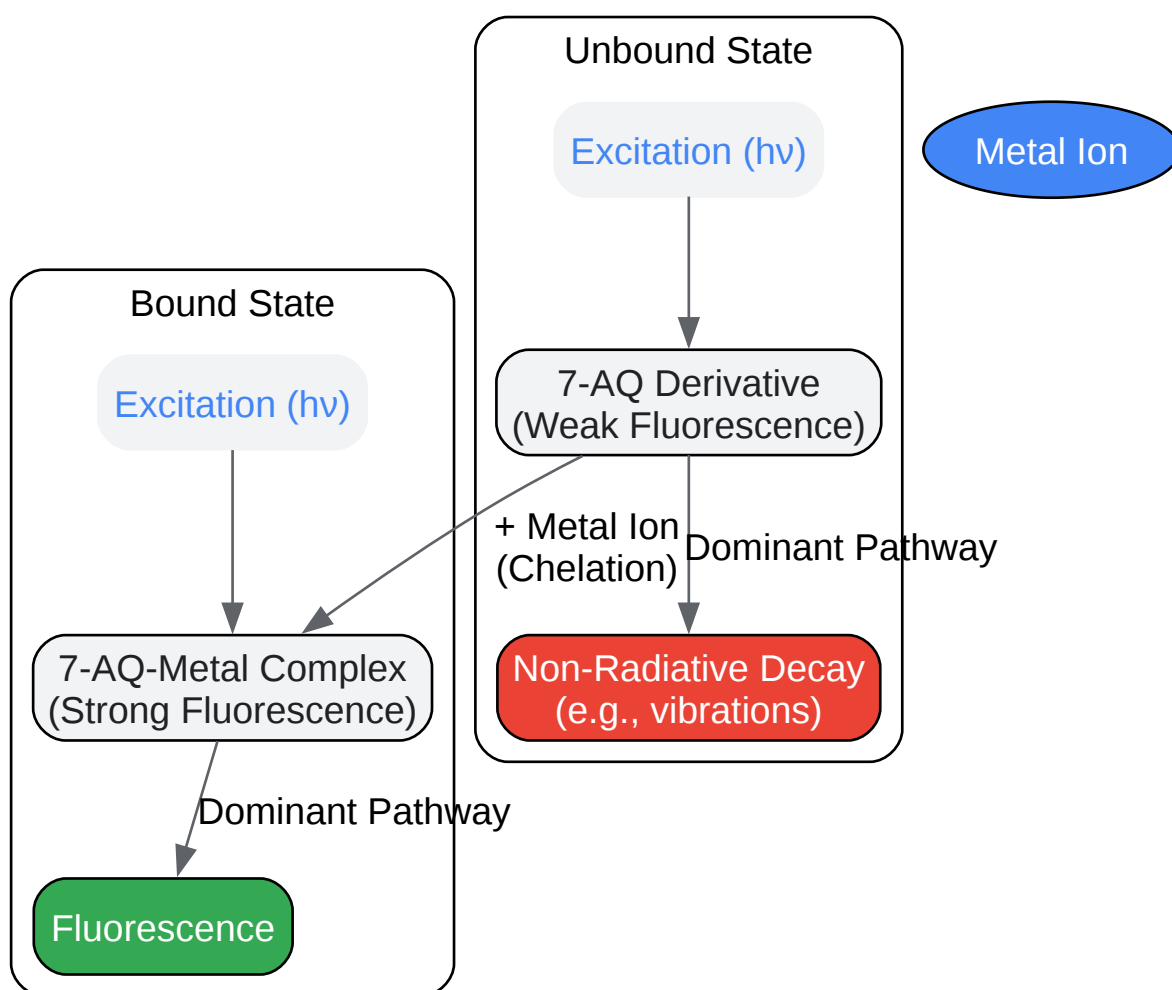 Unbound State
Excitation (hν)
Metal Ion
Bound State
Excitation (hν)
7-AQ Derivative
(Weak Fluorescence)
+ Metal Ion
(Chelation)
Dominant Pathway
7-AQ-Metal Complex
(Strong Fluorescence)
Non-Radiative Decay
(e.g., vibrations)
Dominant Pathway
Fluorescence